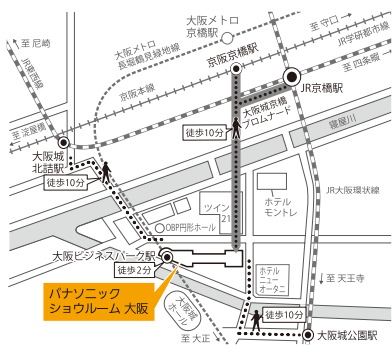 大阪メトロ
京橋駅
至 守口
JR学研都市線
至 四条畷
至 尼崎
大阪メトロ
長堀鶴見緑地線
京阪京橋駅
JR東西線
京阪本線
JR京橋駅
大阪城京橋
プロムナード
至 淀屋橋
徒歩10分
寝屋川
大阪城
北詰駅
徒歩10分
ツイン
21
ホテル
モントレ
JR大阪環状線
OBP円形ホール
大阪ビジネスパーク駅
徒歩2分
ホテル
ニュー
オータニ
至 天王寺
パナソニック
ショウルーム 大阪
大阪城
ホール
徒歩10分
至 大正
大阪城公園駅